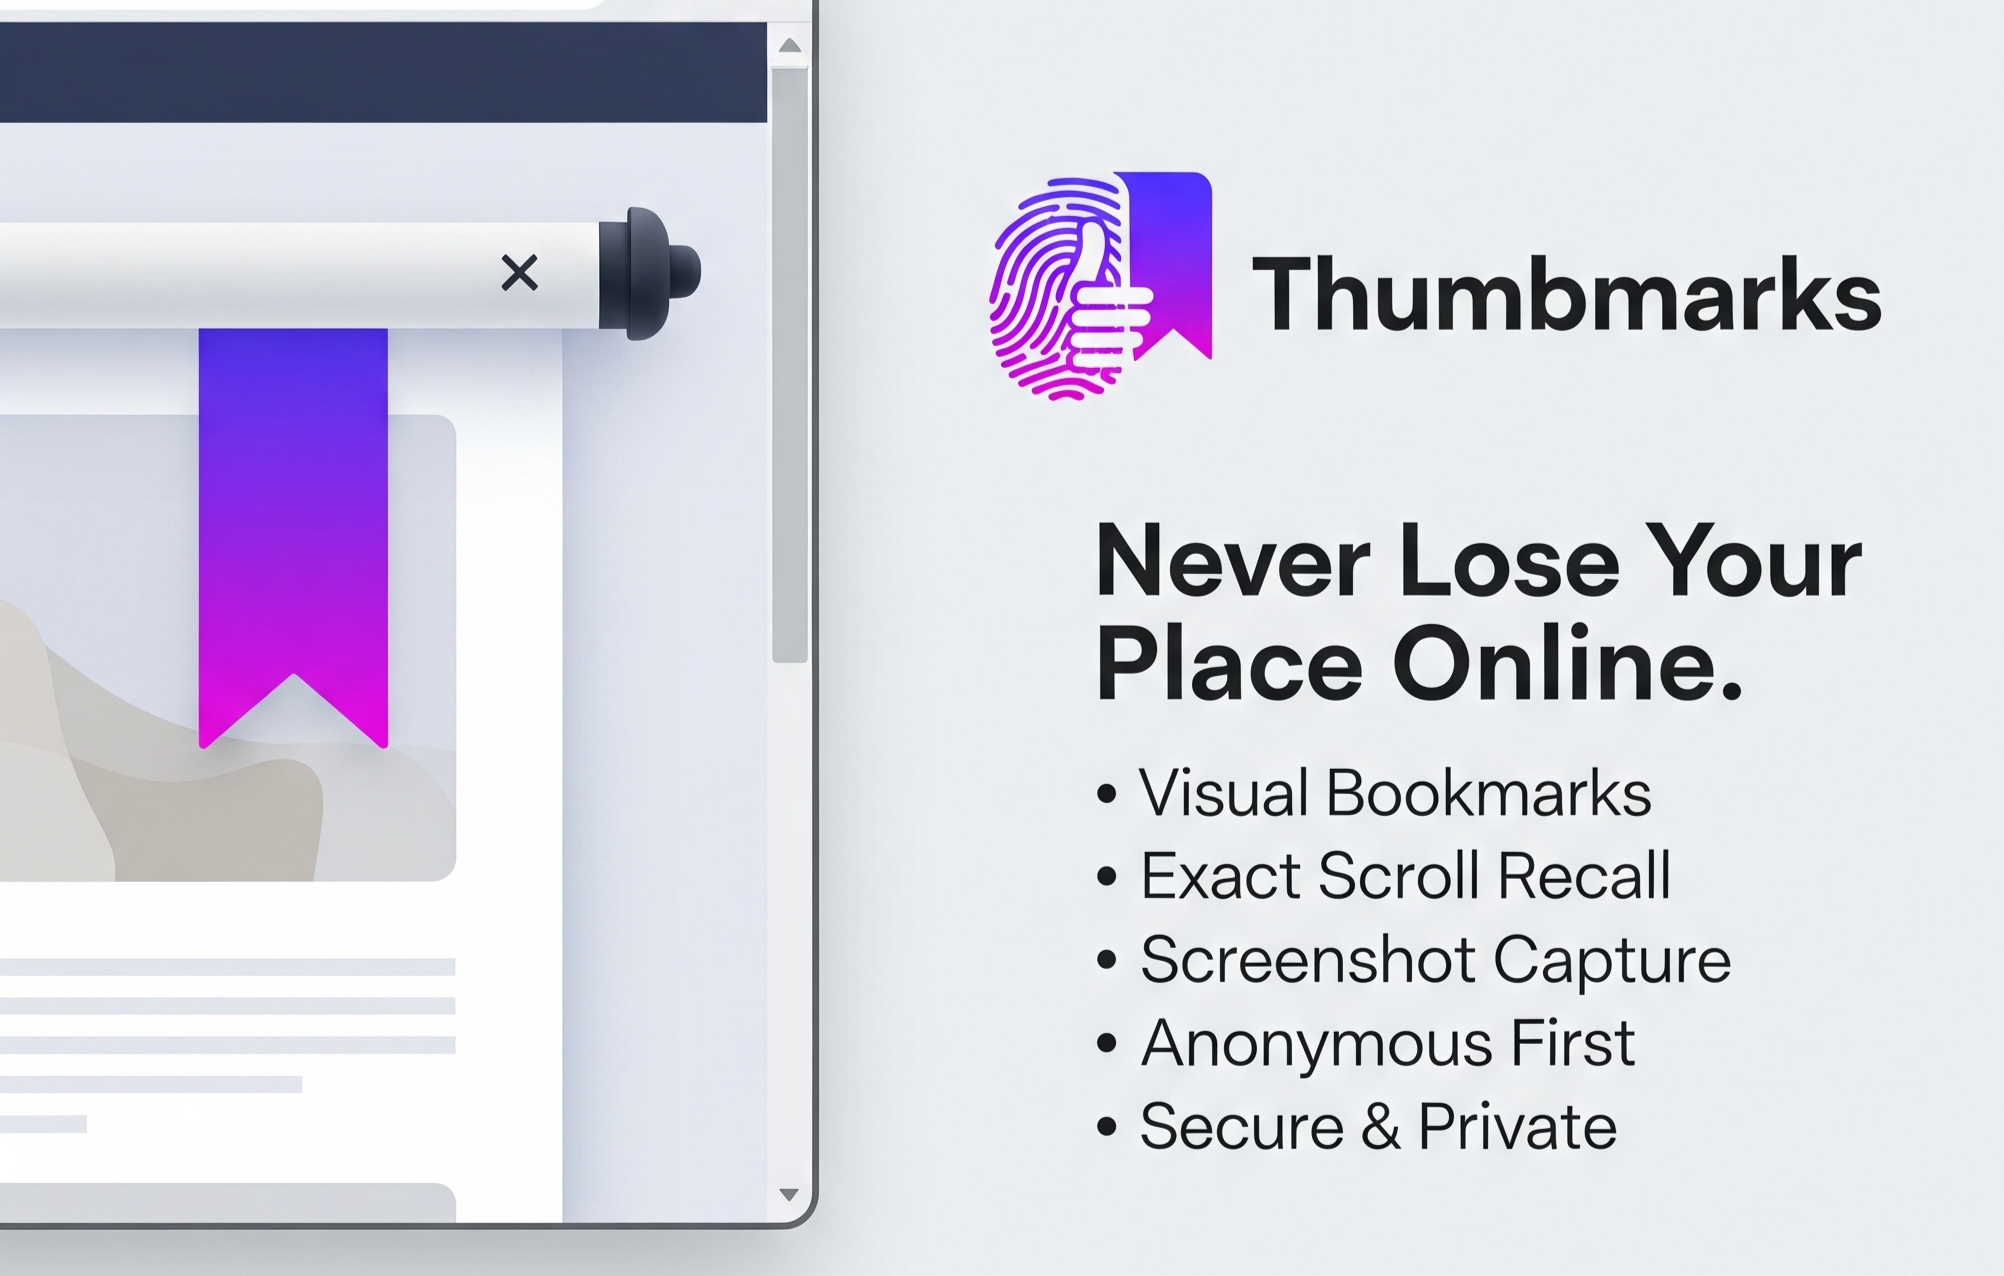 Thumbmarks
Never Lose Your
Place Online.
• Visual Bookmarks
• Exact Scroll Recall
• Screenshot Capture
• Anonymous First
• Secure & Private